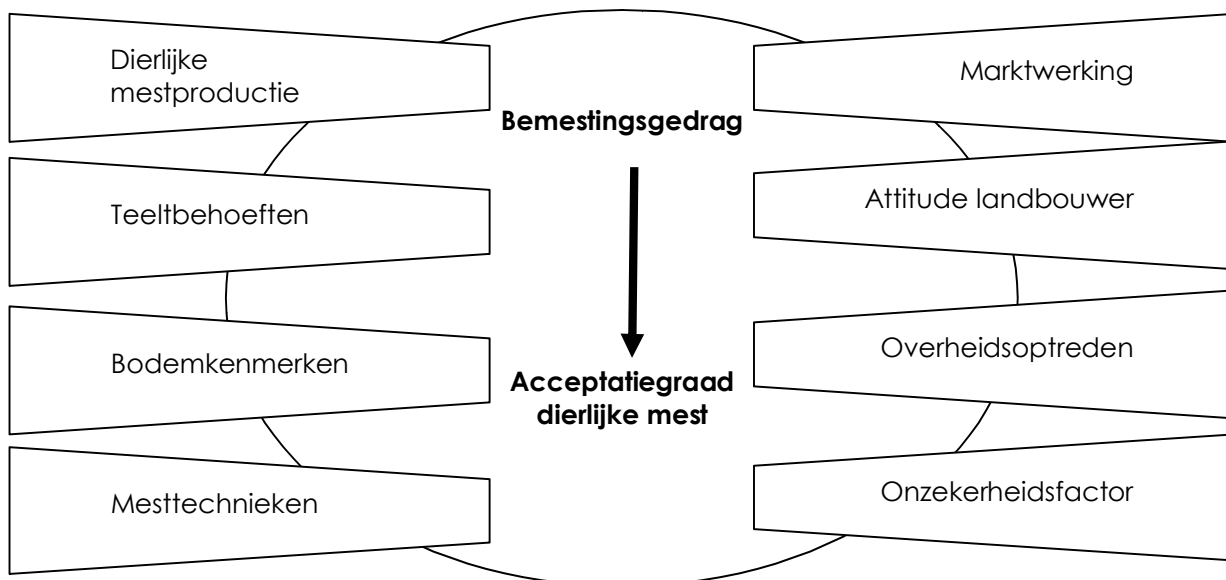 Dierlijke
mestproductie
Teeltbehoeften
Bodemkenmerken
Mesttechnieken
Bemestingsgedrag
Acceptatiegraad
dierlijke mest
Marktwerking
Attitude landbouwer
Overheidsoptreden
Onzekerheidsfactor